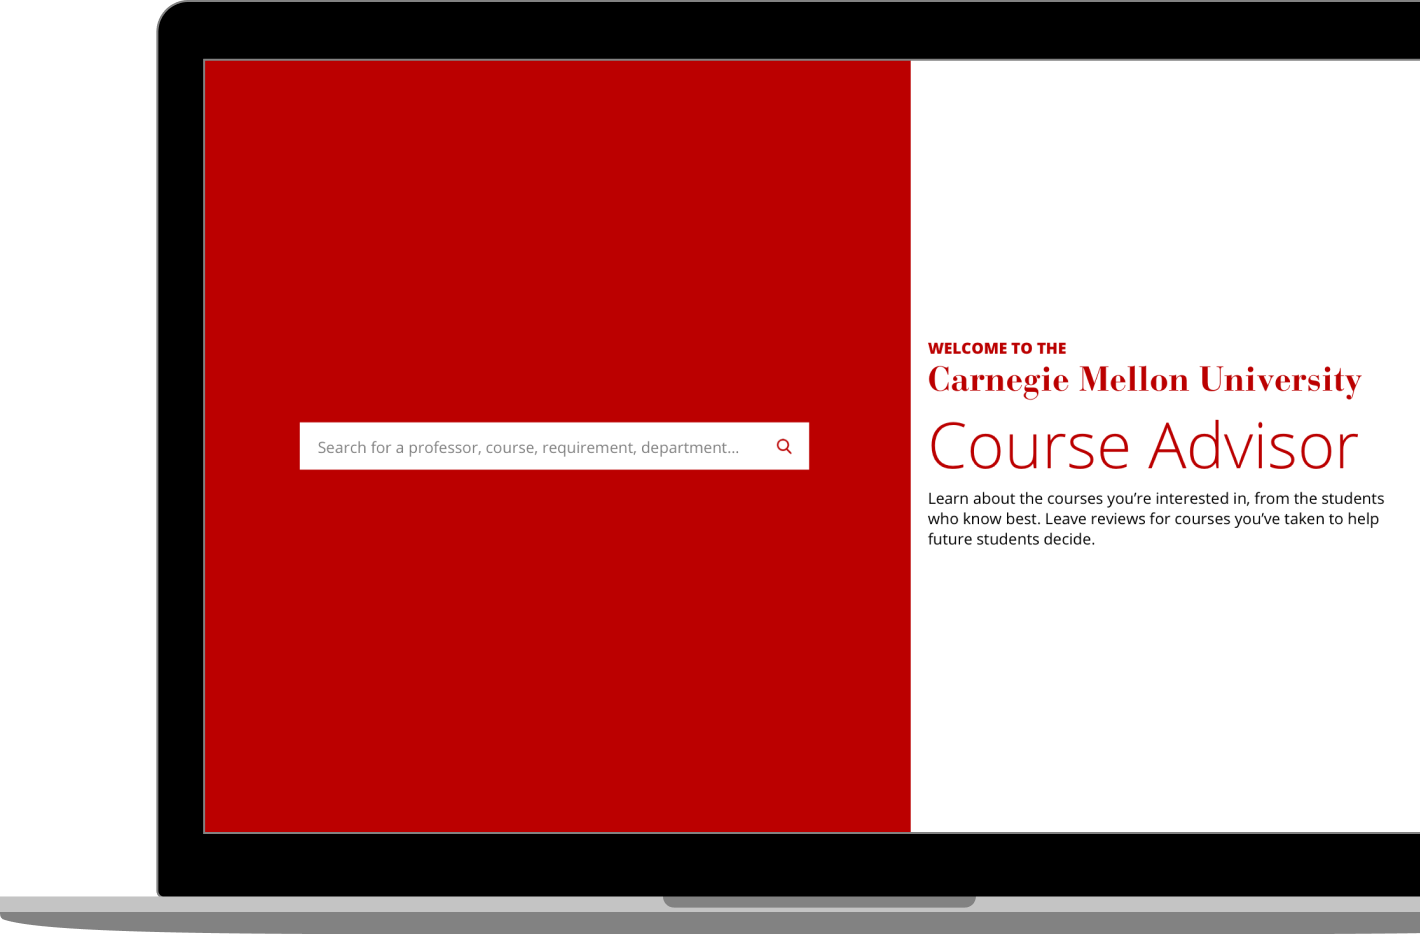 Search for a professor, course, requirement, department...
WELCOME TO THE
Carnegie Mellon University
Course Advisor
Learn about the courses you’re interested in, from the students
who know best. Leave reviews for courses you’ve taken to help
future students decide.